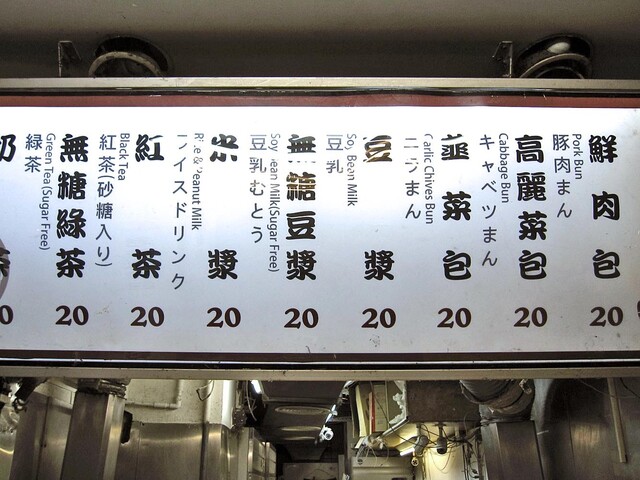 鮮肉包
Pork Bun
豚肉まん
20
高麗菜包
Cabbage Bun
キャベツまん
20
韮菜包
Garlic Chives Bun
ニラまん
20
豆漿
Soy Bean Milk
豆乳
20
無糖豆漿
Soy Bean Milk(Sugar Free)
豆乳むとう
20
米漿
Rice & Peanut Milk
ライスドリンク
20
紅茶
Black Tea
紅茶(砂糖入り)
20
無糖綠茶
Green Tea(Sugar Free)
緑茶
20
奶